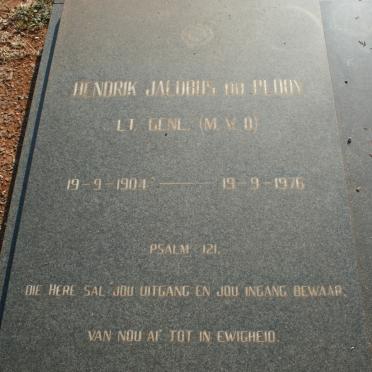 HENDRIK JACOBUS DU PLOOY
LT. GENL. (M.V.O)
19-9-1904 — 19-9-1976
PSALM 121.
DIE HERE SAL JOU UITGANG EN JOU INGANG BEWAAR,
VAN NOU AF TOT IN EWIGHEID.